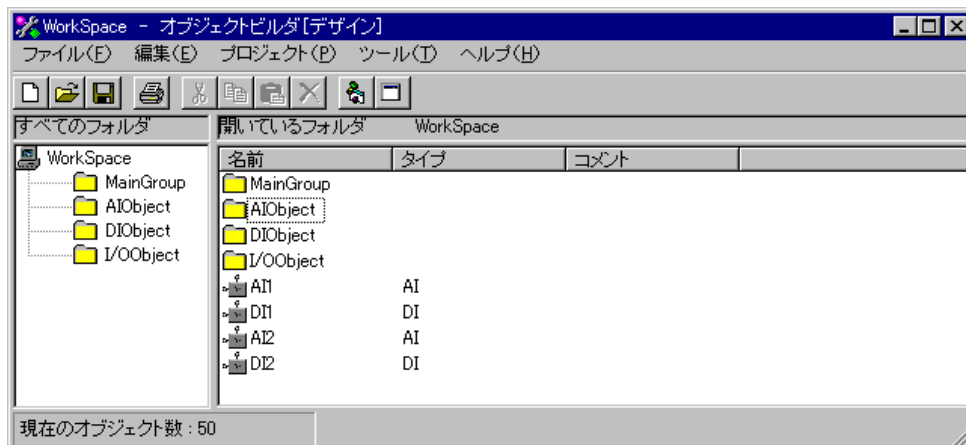 WorkSpace - オブジェクトビルダ[デザイン]
ファイル(F) 編集(E) プロジェクト(P) ツール(T) ヘルプ(H)
すべてのフォルダ
開いているフォルダ WorkSpace
WorkSpace
MainGroup
AIObject
DIObject
I/OObject
名前 タイプ コメント
MainGroup
AIObject
DIObject
I/OObject
AI1 AI
DI1 DI
AI2 AI
DI2 DI
現在のオブジェクト数 : 50